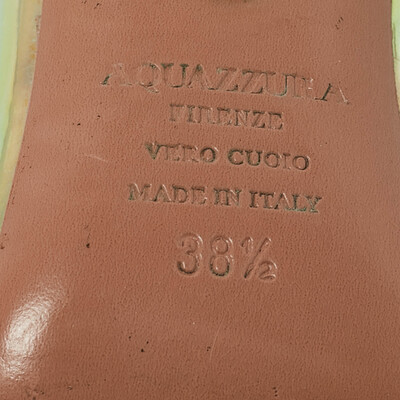 AQUAZZURA
FIRENZE
VERO CUOIO
MADE IN ITALY
38½